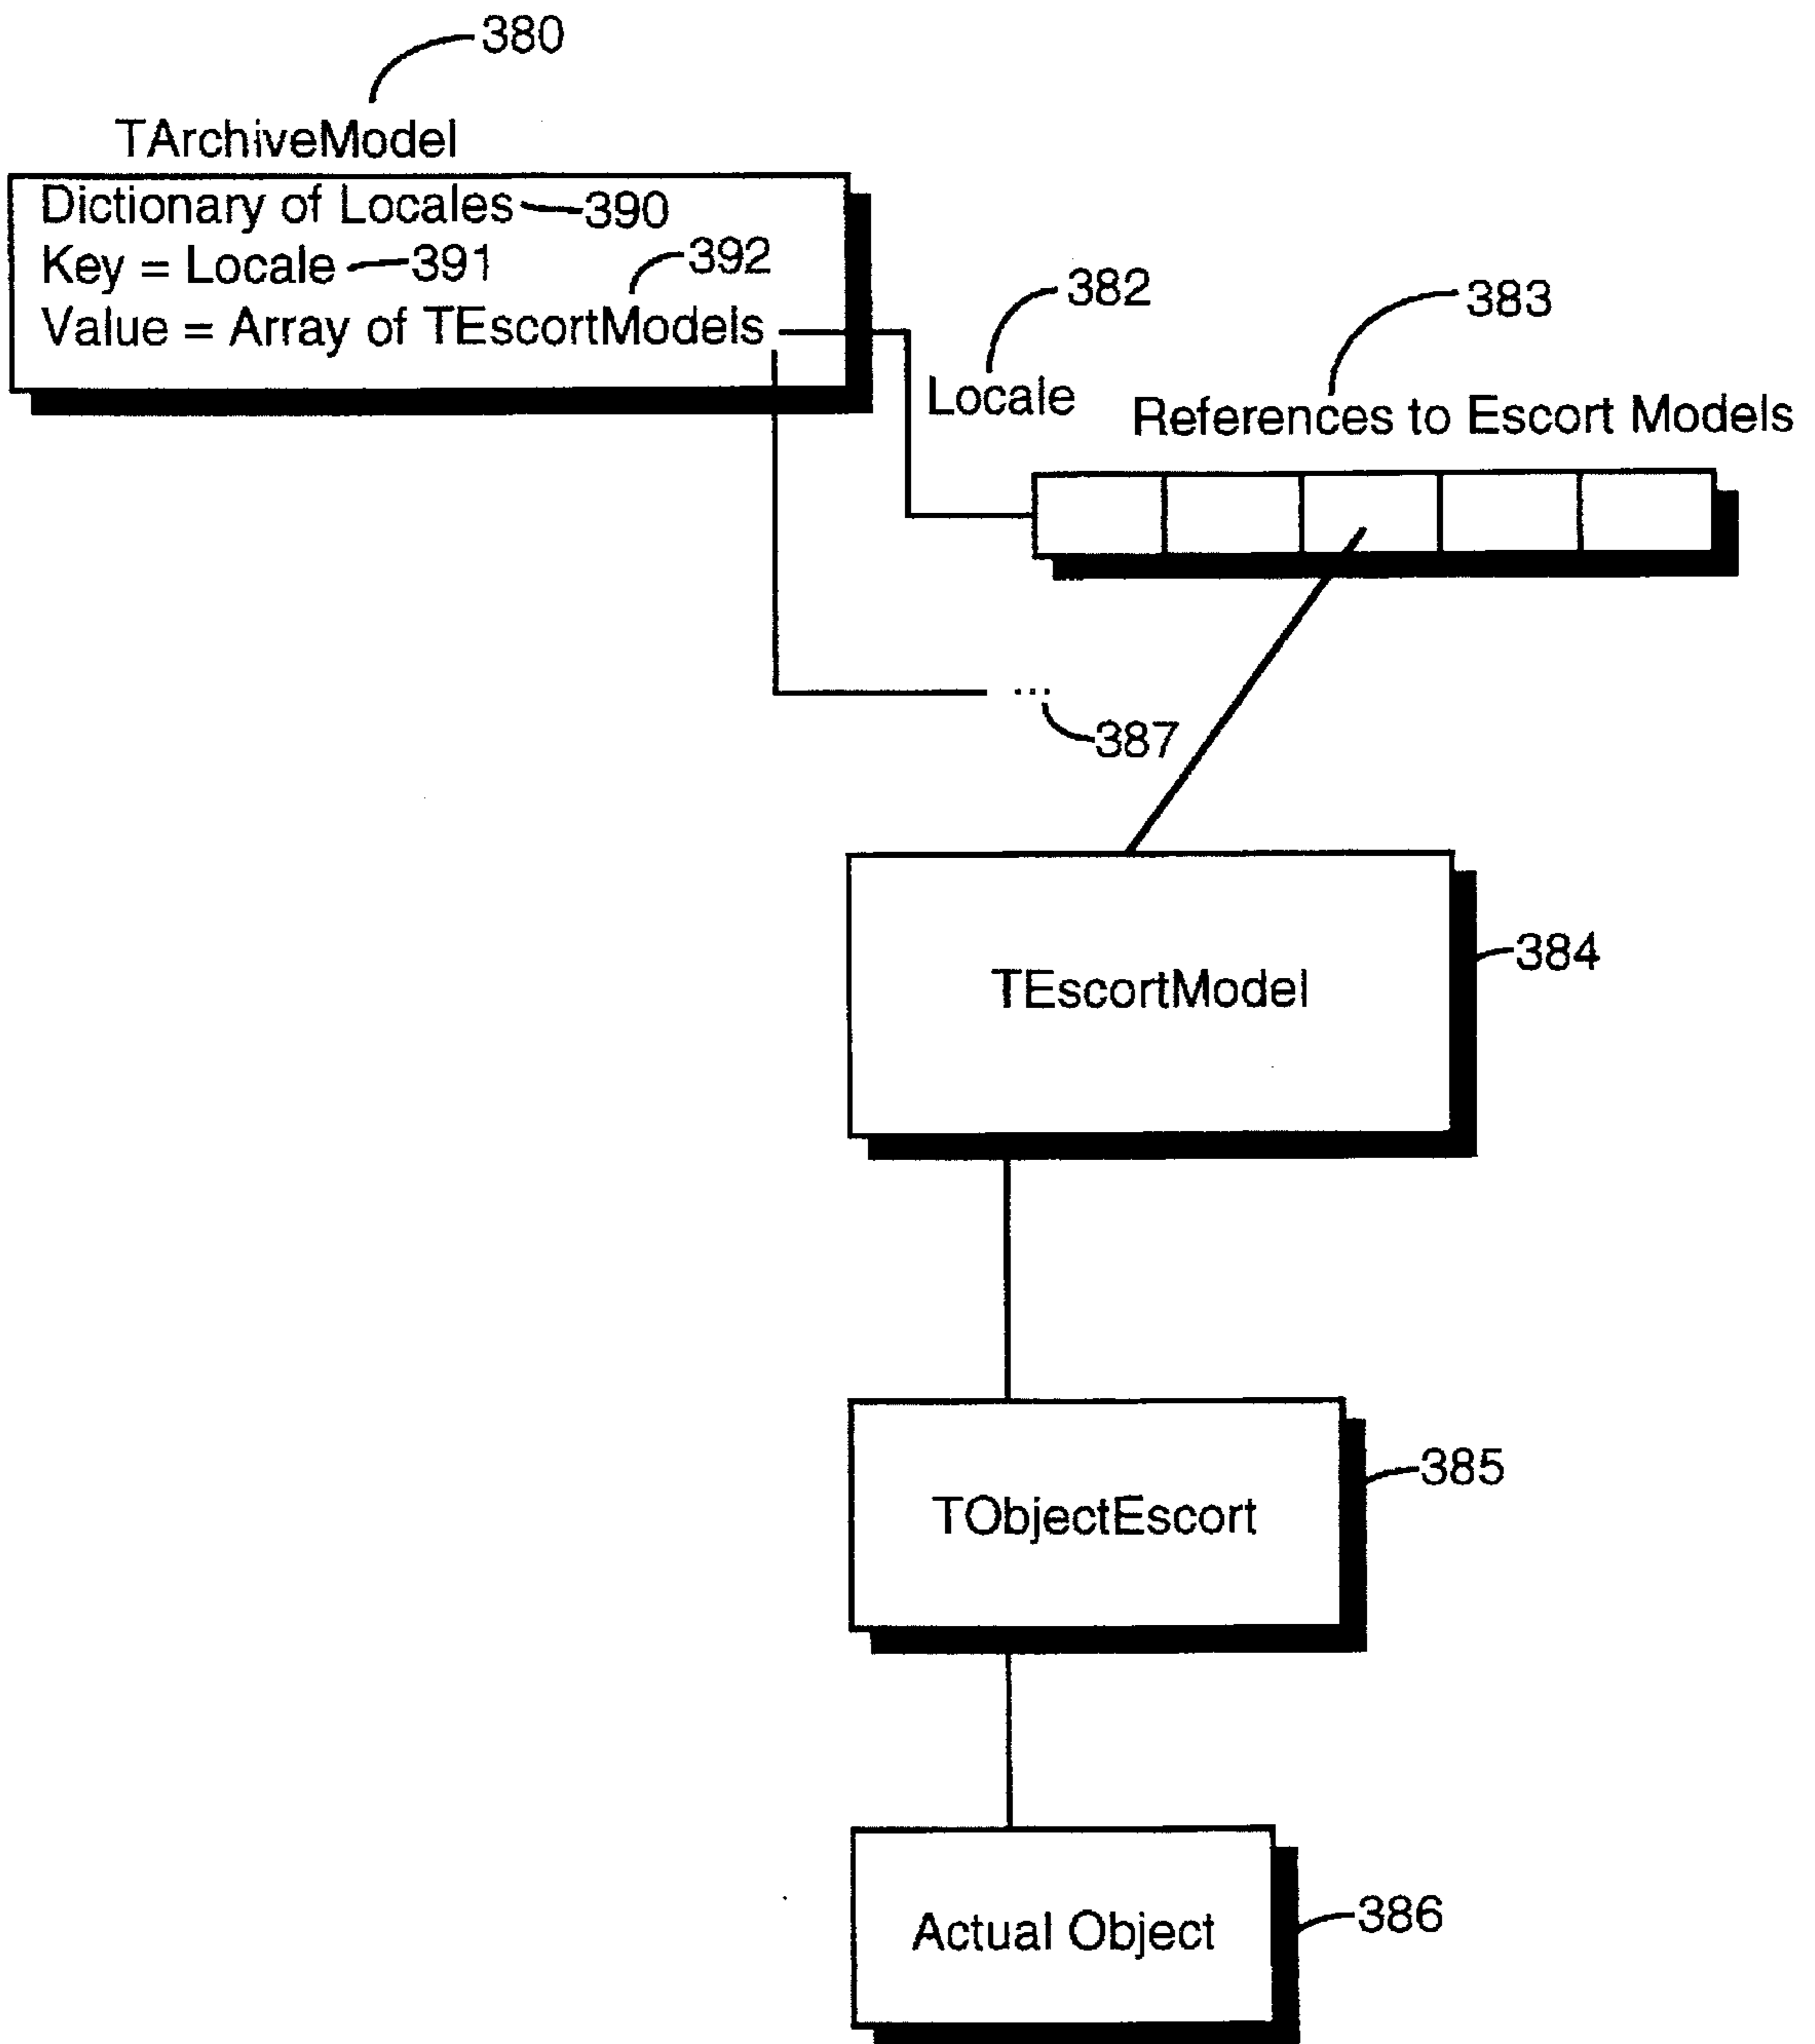 380
TArchiveModel
Dictionary of Locales 390
Key = Locale 391
392
Value = Array of TEscortModels
382
Locale
383
References to Escort Models
...
387
TEscortModel
384
TObjectEscort
385
Actual Object
386